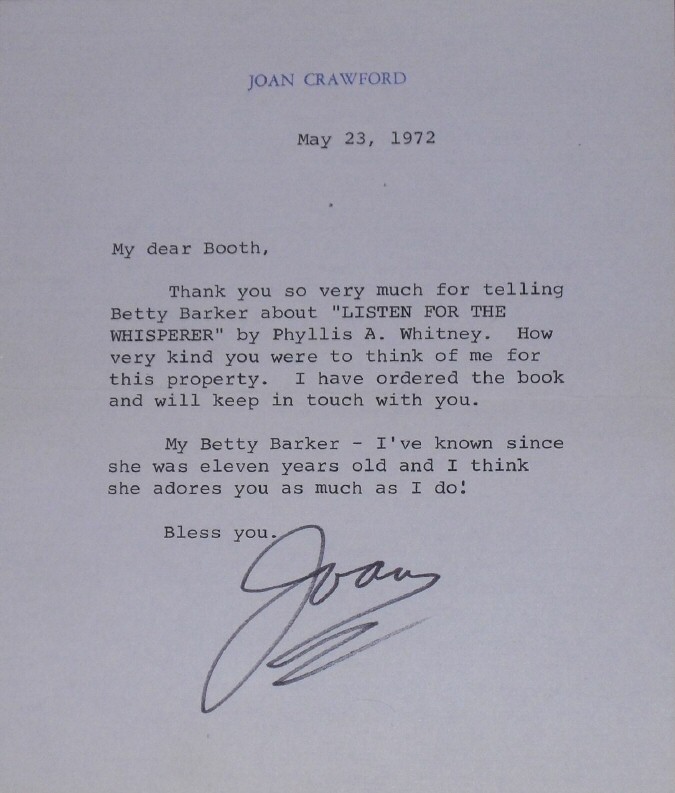 JOAN CRAWFORD
May 23, 1972
My dear Booth,
Thank you so very much for telling
Betty Barker about "LISTEN FOR THE
WHISPERER" by Phyllis A. Whitney. How
very kind you were to think of me for
this property. I have ordered the book
and will keep in touch with you.
My Betty Barker - I've known since
she was eleven years old and I think
she adores you as much as I do!
Bless you.
Joan